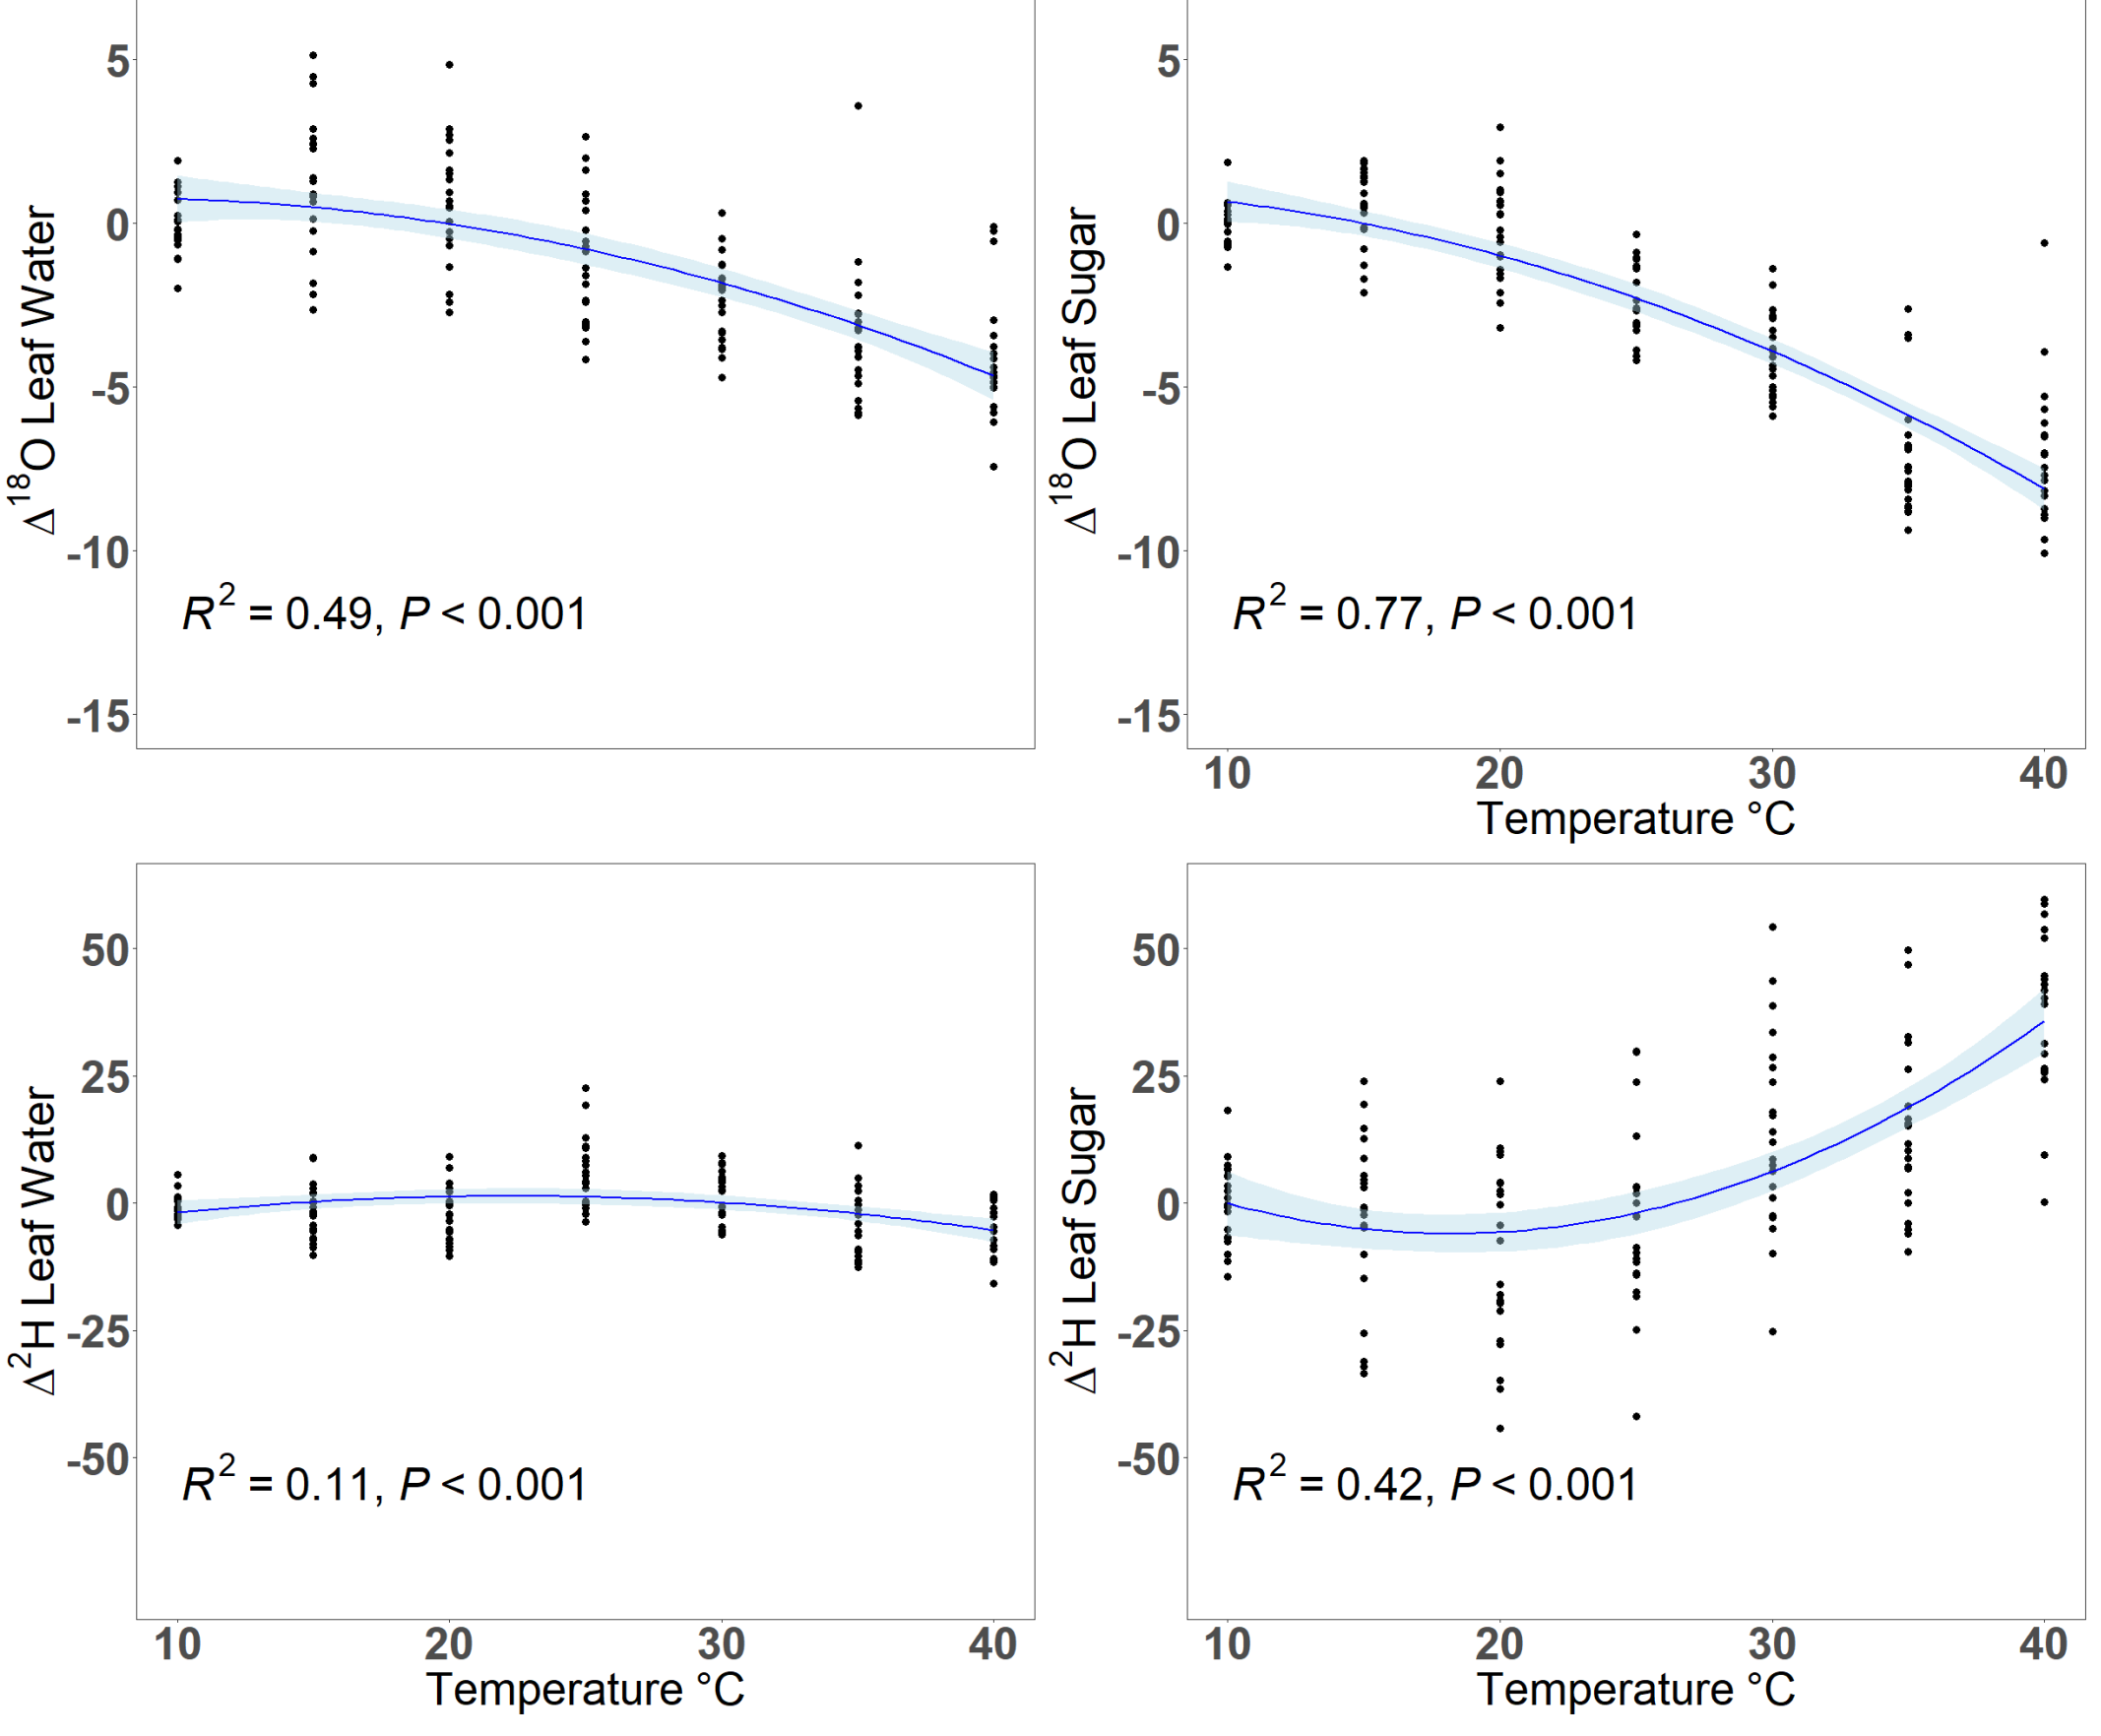 Δ¹⁸O Leaf Water
5
0
-5
-10
-15
R² = 0.49, P < 0.001
Δ¹⁸O Leaf Sugar
5
0
-5
-10
-15
R² = 0.77, P < 0.001
10 20 30 40
Temperature °C
Δ²H Leaf Water
50
25
0
-25
-50
R² = 0.11, P < 0.001
10 20 30 40
Temperature °C
Δ²H Leaf Sugar
50
25
0
-25
-50
R² = 0.42, P < 0.001
10 20 30 40
Temperature °C